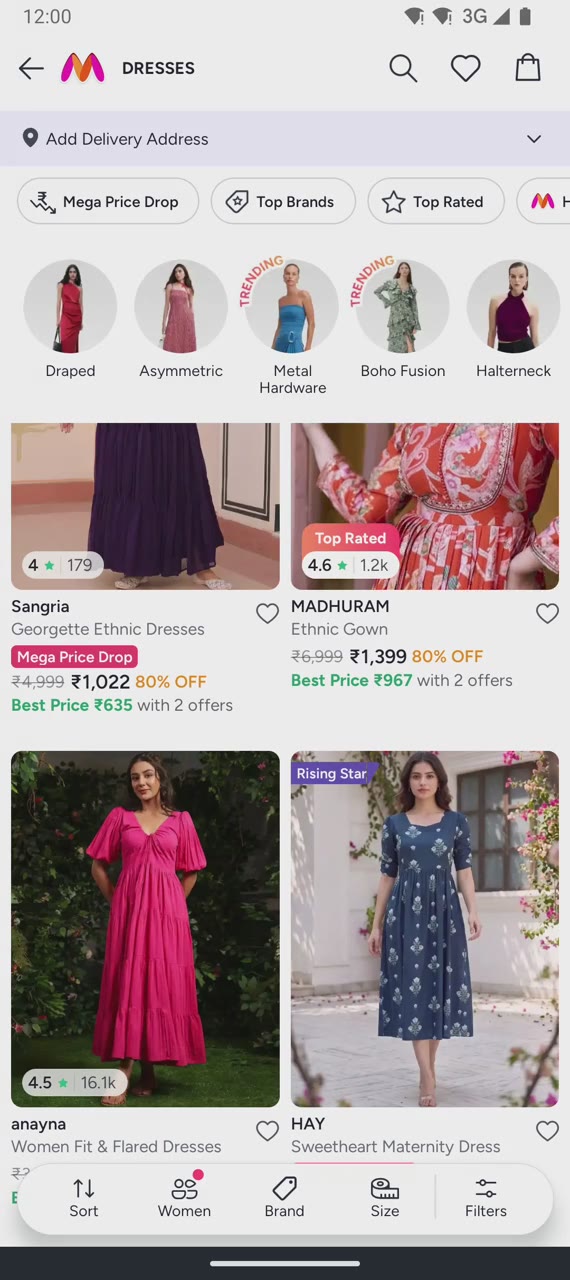 12:00
3G
DRESSES
Add Delivery Address
Mega Price Drop
Top Brands
Top Rated
H
TRENDING
TRENDING
Draped
Asymmetric
Metal
Hardware
Boho Fusion
Halterneck
4 ★ 179
Top Rated
4.6 ★ 1.2k
Sangria
Georgette Ethnic Dresses
Mega Price Drop
₹4,999 ₹1,022 80% OFF
Best Price ₹635 with 2 offers
MADHURAM
Ethnic Gown
₹6,999 ₹1,399 80% OFF
Best Price ₹967 with 2 offers
4.5 ★ 16.1k
Rising Star
anayna
Women Fit & Flared Dresses
HAY
Sweetheart Maternity Dress
Sort
Women
Brand
Size
Filters